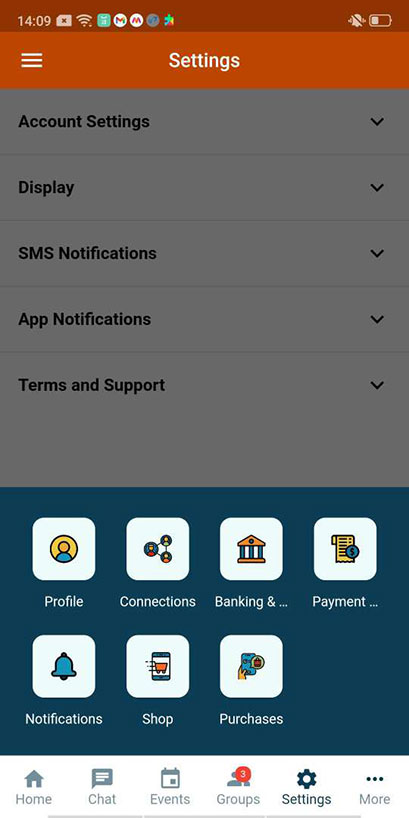 14:09
Settings
Account Settings
Display
SMS Notifications
App Notifications
Terms and Support
Profile Connections Banking & ... Payment ...
Notifications Shop Purchases
3
Home Chat Events Groups Settings More